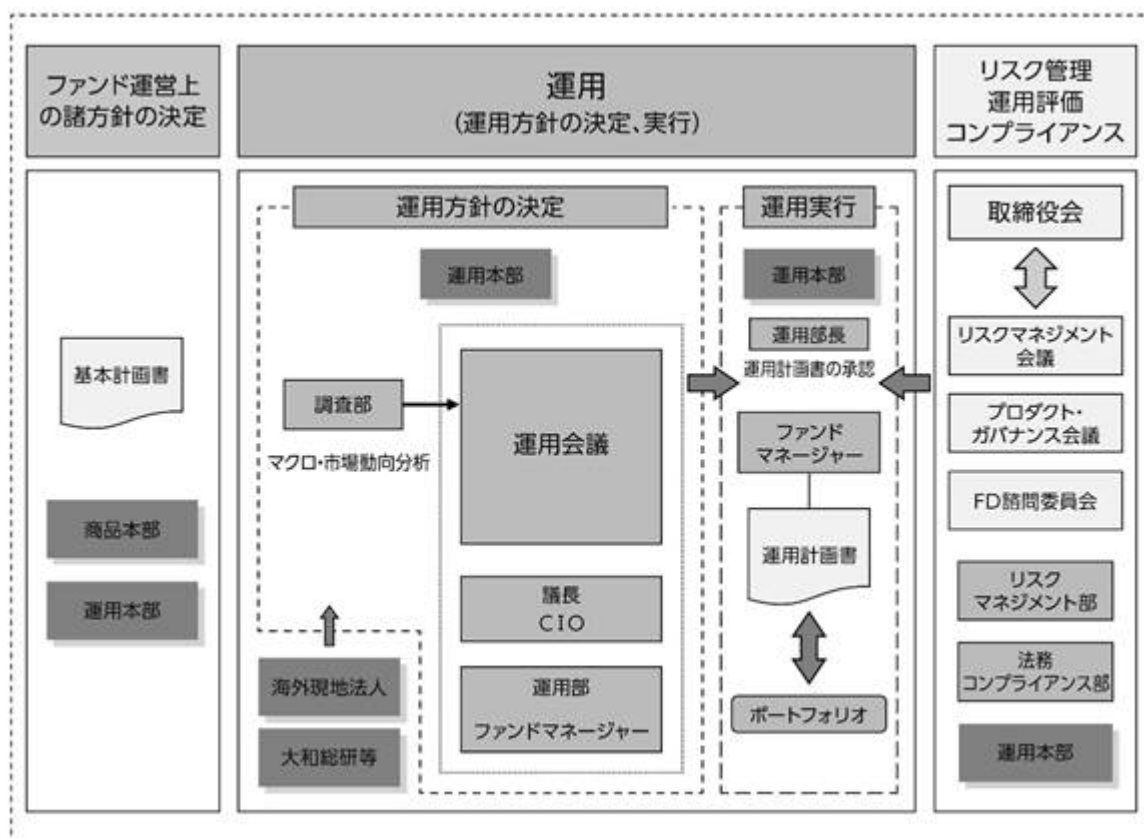 ファンド運営上
の諸方針の決定
運用
(運用方針の決定、実行)
リスク管理
運用評価
コンプライアンス
基本計画書
商品本部
運用本部
運用方針の決定
運用本部
調査部
マクロ・市場動向分析
運用会議
議長
CIO
運用部
ファンドマネージャー
海外現地法人
大和総研等
運用実行
運用本部
運用部長
運用計画書の承認
ファンド
マネージャー
運用計画書
ポートフォリオ
取締役会
リスクマネジメント
会議
プロダクト・
ガバナンス会議
FD諮問委員会
リスク
マネジメント部
法務
コンプライアンス部
運用本部